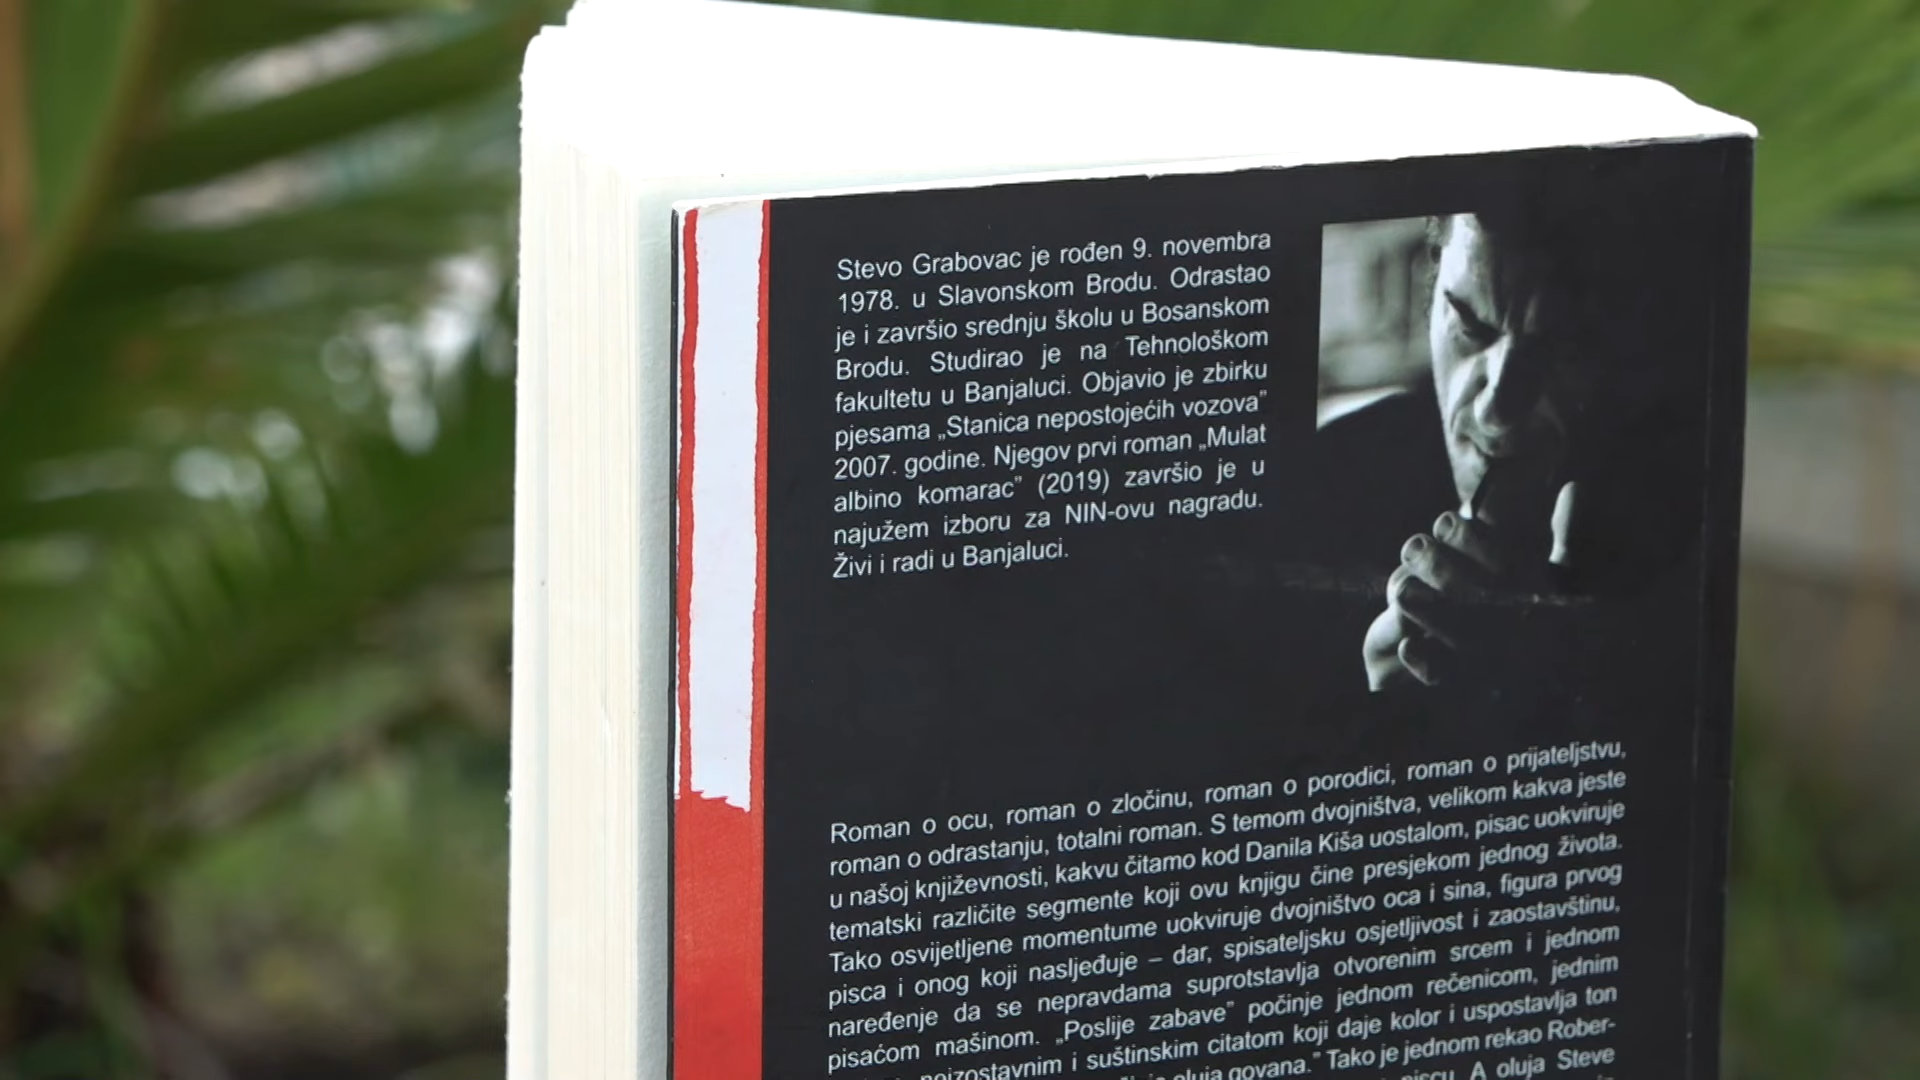 Stevo Grabovac je rođen 9. novembra
1978. u Slavonskom Brodu. Odrastao
je i završio srednju školu u Bosanskom
Brodu. Studirao je na Tehnološkom
fakultetu u Banjaluci. Objavio je zbirku
pjesama „Stanica nepostojećih vozova”
2007. godine. Njegov prvi roman „Mulat
albino komarac” (2019) završio je u
najužem izboru za NIN-ovu nagradu.
Živi i radi u Banjaluci.
Roman o ocu, roman o zločinu, roman o porodici, roman o prijateljstvu,
roman o odrastanju, totalni roman. S temom dvojništva, velikom kakva jeste
u našoj književnosti, kakvu čitamo kod Danila Kiša uostalom, pisac uokviruje
tematski različite segmente koji ovu knjigu čine presjekom jednog života.
Tako osvijetljene momentume uokviruje dvojništvo oca i sina, figura prvog
pisca i onog koji nasljeđuje – dar, spisateljsku osjetljivost i zaostavštinu,
naređenje da se nepravdama suprotstavlja otvorenim srcem i jednom
pisaćom mašinom. „Poslije zabave” počinje jednom rečenicom, jednim
neizostavnim i suštinskim citatom koji daje kolor i uspostavlja ton
oluja govana.” Tako je jednom rekao Rober-
piscu. A oluja Steve